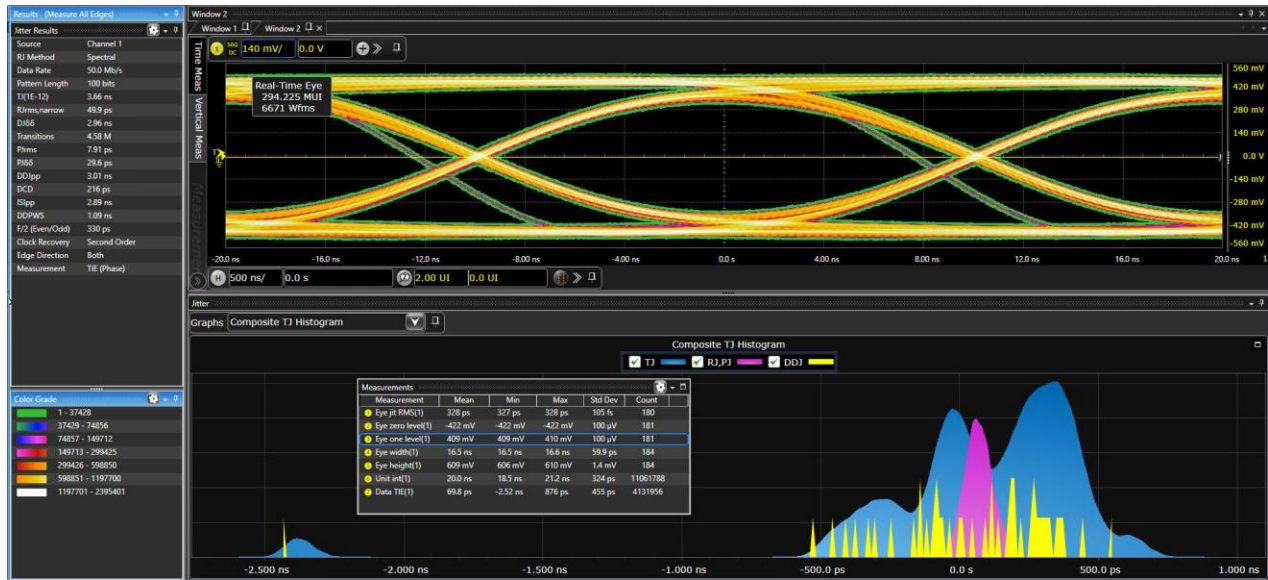 Results (Measure All Edges)
Jitter Results
Source Channel 1
RJ Method Spectral
Data Rate 50.0 Mb/s
Pattern Length 100 bits
TJ(1E-12) 3.66 ns
RJrms,narrow 49.9 ps
DJδδ 2.96 ns
Transitions 4.58 M
PJrms 7.91 ps
PJδδ 29.6 ps
DDJpp 3.01 ns
DCD 216 ps
ISIpp 2.89 ns
DDPWS 1.09 ns
F/2 (Even/Odd) 330 ps
Clock Recovery Second Order
Edge Direction Both
Measurement TIE (Phase)
Color Grade
1 - 37428
37429 - 74856
74857 - 149712
149713 - 299425
299426 - 598850
598851 - 1197700
1197701 - 2395401
Window 2
Window 1 Window 2
Time Meas
Vertical Meas
Measurements
1 50Ω DC 140 mV/ 0.0 V
Real-Time Eye
294.225 MUI
6671 Wfms
560 mV
420 mV
280 mV
140 mV
0.0 V
-140 mV
-280 mV
-420 mV
-560 mV
-20.0 ns -16.0 ns -12.0 ns -8.00 ns -4.00 ns 0.0 s 4.00 ns 8.00 ns 12.0 ns 16.0 ns 20.0 ns
H 500 ns/ 0.0 s 2.00 UI 0.0 UI
Jitter
Graphs Composite TJ Histogram
Composite TJ Histogram
TJ RJ,PJ DDJ
Measurements
Measurement Mean Min Max Std Dev Count
1 Eye jit RMS(1) 328 ps 327 ps 328 ps 105 fs 180
2 Eye zero level(1) -422 mV -422 mV -422 mV 100 µV 181
3 Eye one level(1) 409 mV 409 mV 410 mV 100 µV 181
4 Eye width(1) 16.5 ns 16.5 ns 16.6 ns 59.9 ps 184
5 Eye height(1) 609 mV 606 mV 610 mV 1.4 mV 184
6 Unit int(1) 20.0 ns 18.5 ns 21.2 ns 324 ps 11061788
7 Data TIE(1) 69.8 ps -2.52 ns 876 ps 455 ps 4131956
-2.500 ns -2.000 ns -1.500 ns -1.000 ns -500.0 ps 0.0 s 500.0 ps 1.000 ns